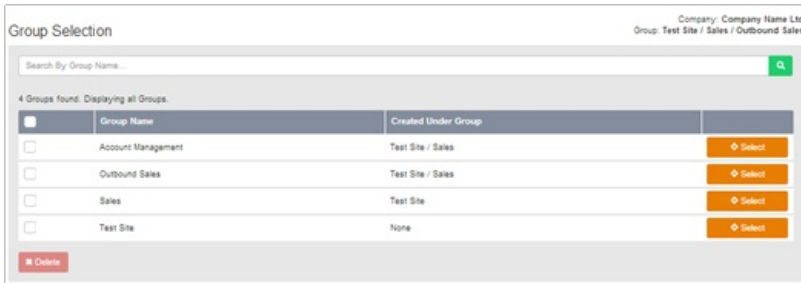 Company: Company Name Ltd
Group Selection
Group: Test Site / Sales / Outbound Sales
Search By Group Name...
4 Groups found. Displaying all Groups.
Group Name Created Under Group
Account Management Test Site / Sales Select
Outbound Sales Test Site / Sales Select
Sales Test Site Select
Test Site None Select
Delete